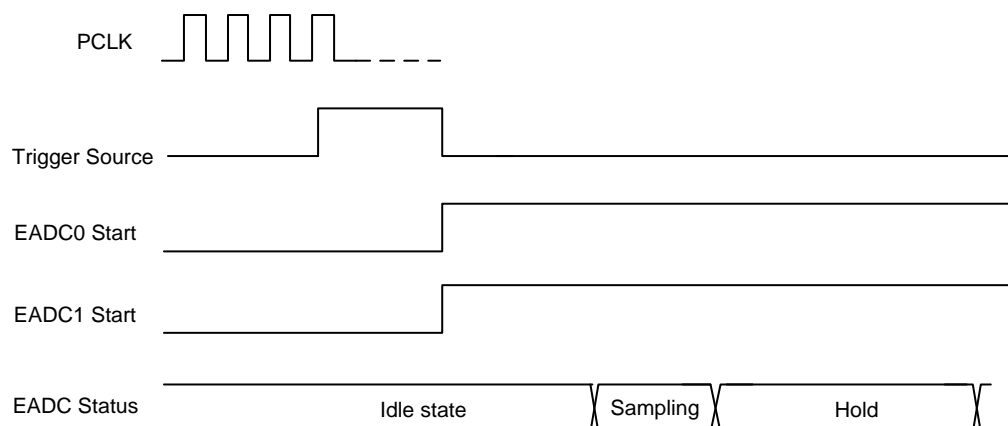 PCLK
Trigger Source
EADC0 Start
EADC1 Start
EADC Status
Idle state
Sampling
Hold